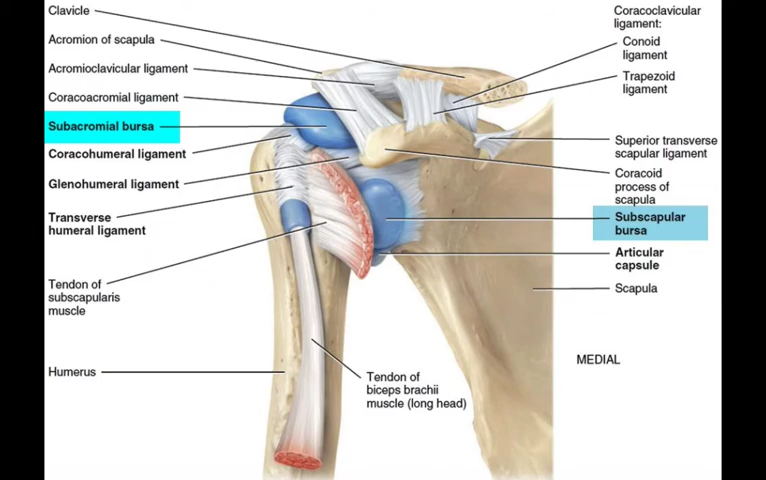 Clavicle
Acromion of scapula
Acromioclavicular ligament
Coracoacromial ligament
Subacromial bursa
Coracohumeral ligament
Glenohumeral ligament
Transverse
humeral ligament
Tendon of
subscapularis
muscle
Humerus
Tendon of
biceps brachii
muscle (long head)
Coracoclavicular
ligament:
Conoid
ligament
Trapezoid
ligament
Superior transverse
scapular ligament
Coracoid
process of
scapula
Subscapular
bursa
Articular
capsule
Scapula
MEDIAL